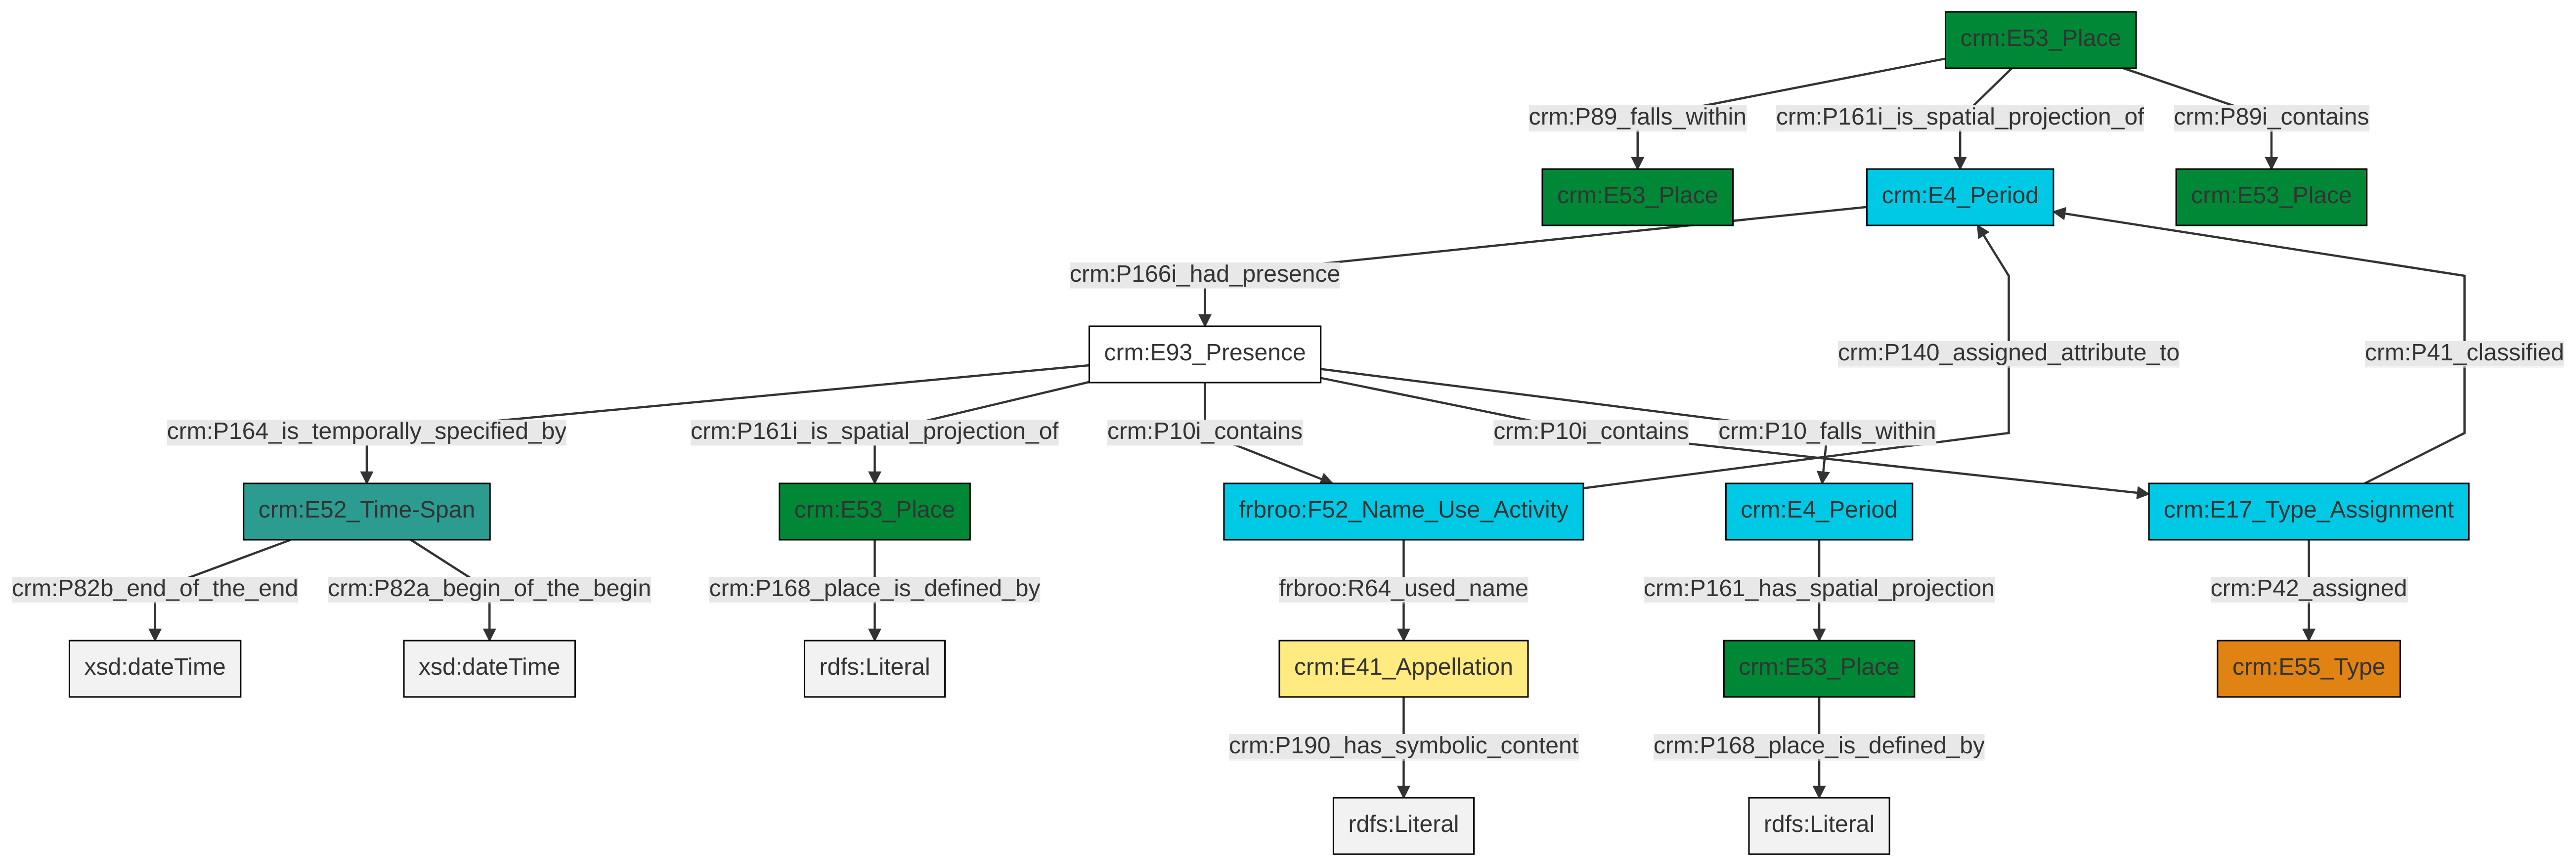 crm:E53_Place
crm:P89_falls_within
crm:P161i_is_spatial_projection_of
crm:P89i_contains
crm:E53_Place
crm:E4_Period
crm:E53_Place
crm:P166i_had_presence
crm:E93_Presence
crm:P140_assigned_attribute_to
crm:P41_classified
crm:P164_is_temporally_specified_by
crm:P161i_is_spatial_projection_of
crm:P10i_contains
crm:P10i_contains
crm:P10_falls_within
crm:E52_Time-Span
crm:E53_Place
frbroo:F52_Name_Use_Activity
crm:E4_Period
crm:E17_Type_Assignment
crm:P82b_end_of_the_end
crm:P82a_begin_of_the_begin
crm:P168_place_is_defined_by
frbroo:R64_used_name
crm:P161_has_spatial_projection
crm:P42_assigned
xsd:dateTime
xsd:dateTime
rdfs:Literal
crm:E41_Appellation
crm:E53_Place
crm:E55_Type
crm:P190_has_symbolic_content
crm:P168_place_is_defined_by
rdfs:Literal
rdfs:Literal